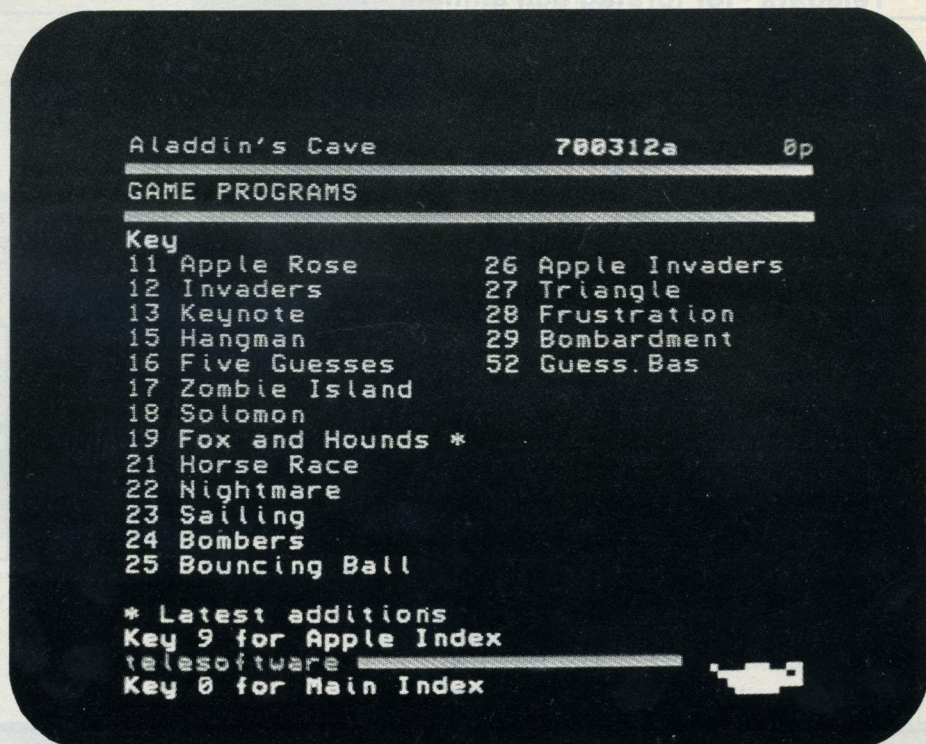 Aladdin's Cave 700312a 0p
GAME PROGRAMS
Key
11 Apple Rose 26 Apple Invaders
12 Invaders 27 Triangle
13 Keynote 28 Frustration
15 Hangman 29 Bombardment
16 Five Guesses 52 Guess.Bas
17 Zombie Island
18 Solomon
19 Fox and Hounds *
21 Horse Race
22 Nightmare
23 Sailing
24 Bombers
25 Bouncing Ball
* Latest additions
Key 9 for Apple Index
telesoftware
Key 0 for Main Index